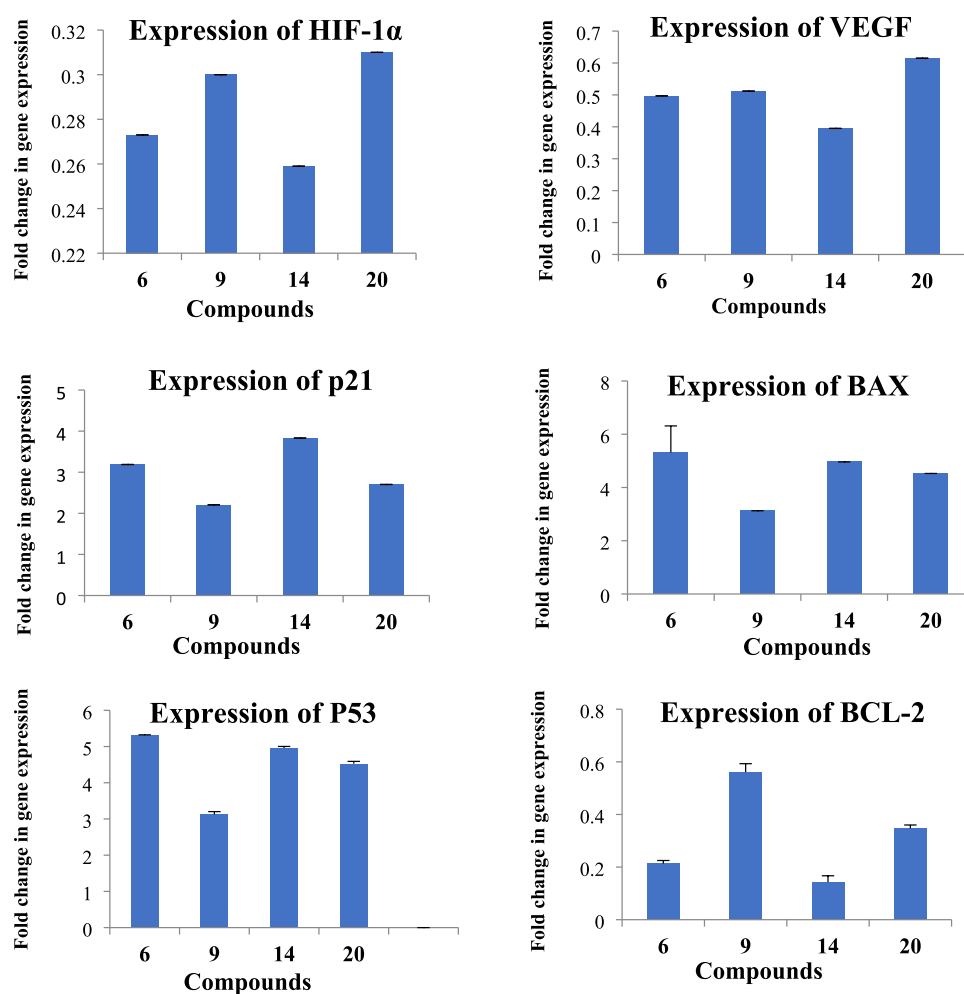 Expression of HIF-1α
Fold change in gene expression
0.32
0.3
0.28
0.26
0.24
0.22
6 9 14 20
Compounds
Expression of VEGF
Fold change in gene expression
0.7
0.6
0.5
0.4
0.3
0.2
0.1
0
6 9 14 20
Compounds
Expression of p21
Fold change in gene expression
5
4
3
2
1
0
6 9 14 20
Compounds
Expression of BAX
Fold change in gene expression
8
6
4
2
0
6 9 14 20
Compounds
Expression of P53
Fold change in gene expression
6
5
4
3
2
1
0
6 9 14 20
Compounds
Expression of BCL-2
Fold change in gene expression
0.8
0.6
0.4
0.2
0
6 9 14 20
Compounds